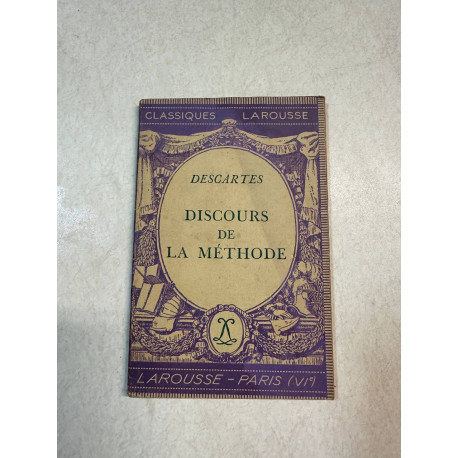 CLASSIQUES LAROUSSE
DESCARTES
DISCOURS
DE
LA MÉTHODE
L
LAROUSSE - PARIS (VIᵉ)